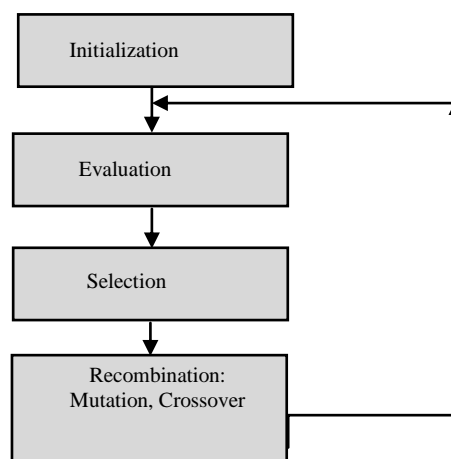 Initialization
Evaluation
Selection
Recombination:
Mutation, Crossover